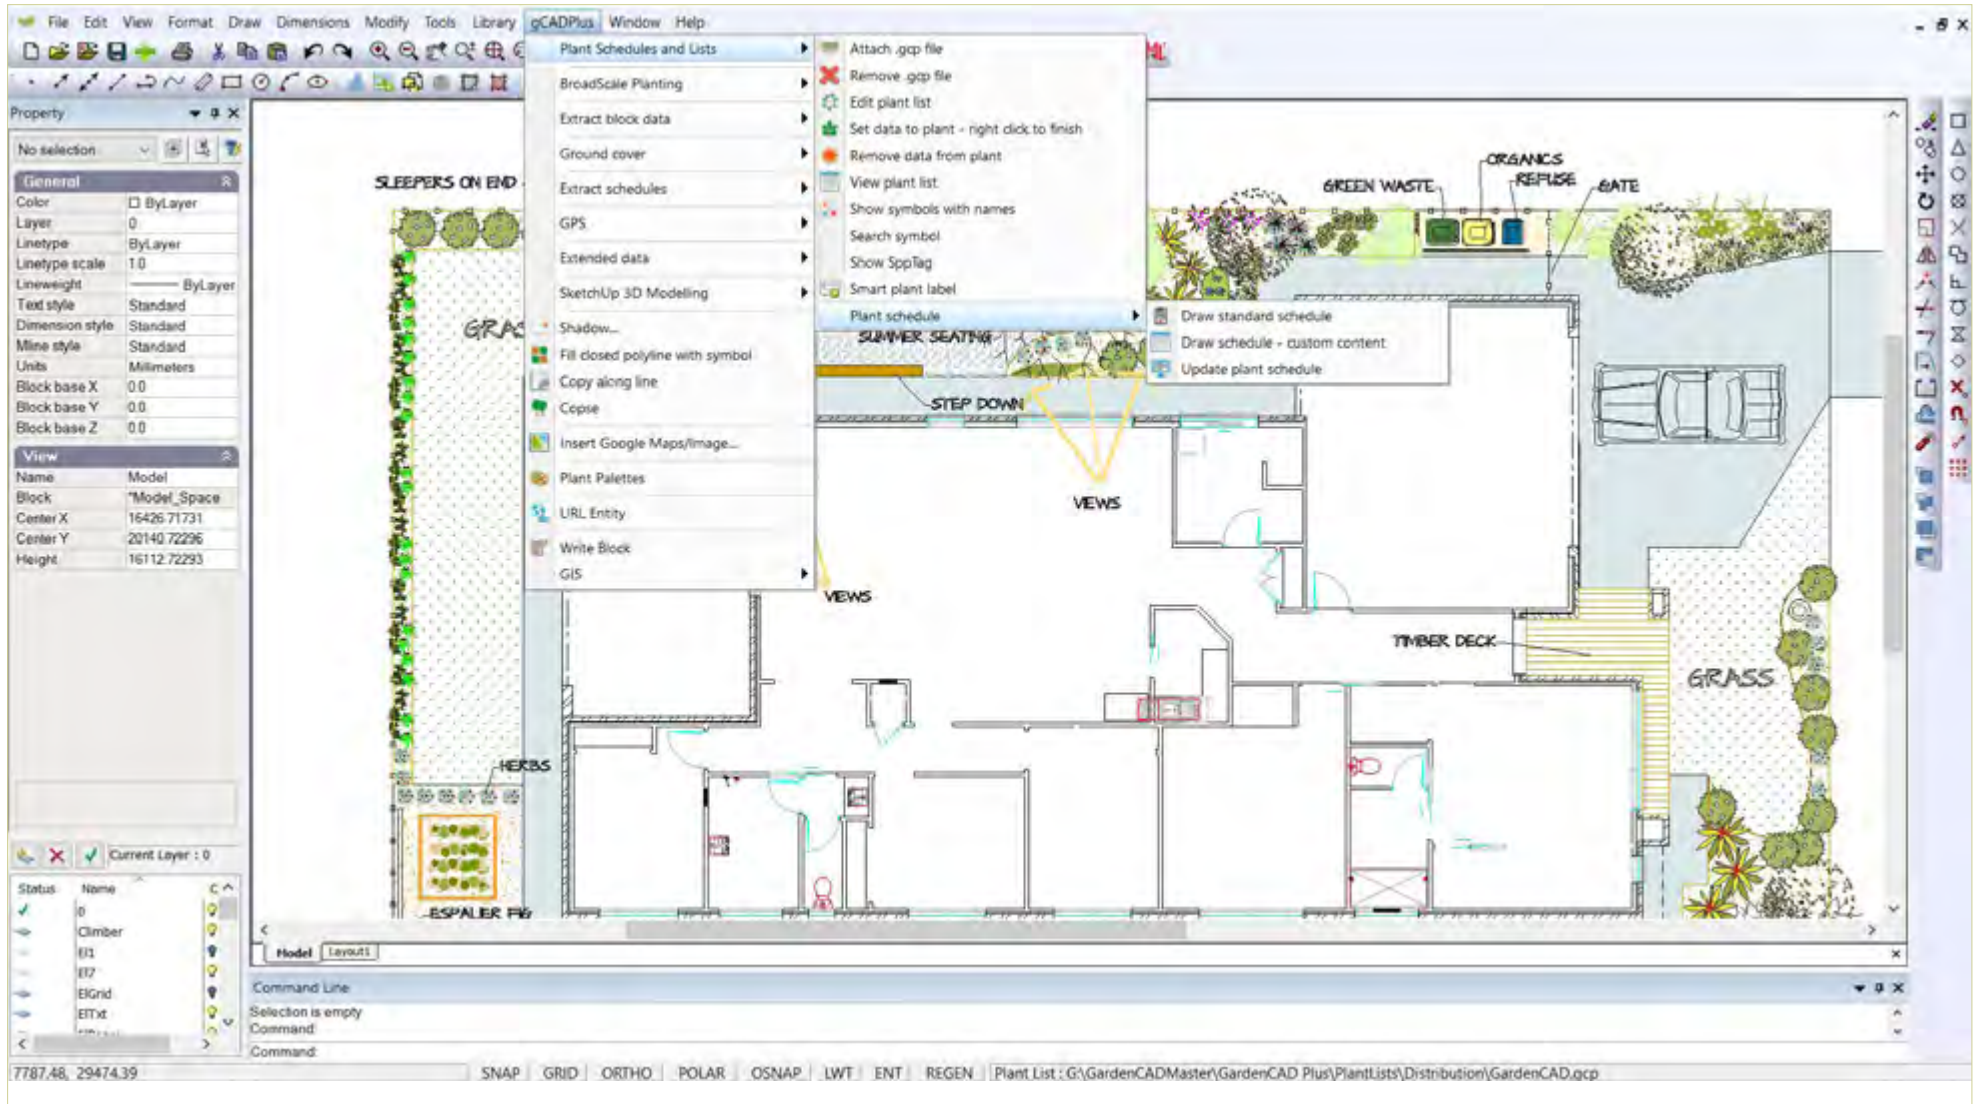 File Edit View Format Draw Dimensions Modify Tools Library gCADPlus Window Help
Property
No selection
General
Color ByLayer
Layer 0
Linetype ByLayer
Linetype scale 1.0
Lineweight ByLayer
Text style Standard
Dimension style Standard
Mline style Standard
Units Millimeters
Block base X 0.0
Block base Y 0.0
Block base Z 0.0
View
Name Model
Block *Model_Space
Center X 16426.71731
Center Y 20140.72296
Height 16112.72293
Current Layer : 0
Status Name C
0
Climber
El1
El7
ElGrid
ElTxt
Plant Schedules and Lists
BroadScale Planting
Extract block data
Ground cover
Extract schedules
GPS
Extended data
SketchUp 3D Modelling
Shadow...
Fill closed polyline with symbol
Copy along line
Copse
Insert Google Maps/Image...
Plant Palettes
URL Entity
Write Block
GIS
Attach .gcp file
Remove .gcp file
Edit plant list
Set data to plant - right click to finish
Remove data from plant
View plant list
Show symbols with names
Search symbol
Show SppTag
Smart plant label
Plant schedule
Draw standard schedule
Draw schedule - custom content
Update plant schedule
SLEEPERS ON END
GREEN WASTE
ORGANICS
REFUSE
GATE
GRAS
SUMMER SEATING
STEP DOWN
VIEWS
VIEWS
TIMBER DECK
GRASS
HERBS
ESPALIER FIG
Model Layout1
Command Line
Selection is empty
Command:
Command:
7787.48, 29474.39 SNAP GRID ORTHO POLAR OSNAP LWT ENT REGEN Plant List : G:\GardenCADMaster\GardenCAD Plus\PlantLists\Distribution\GardenCAD.gcp